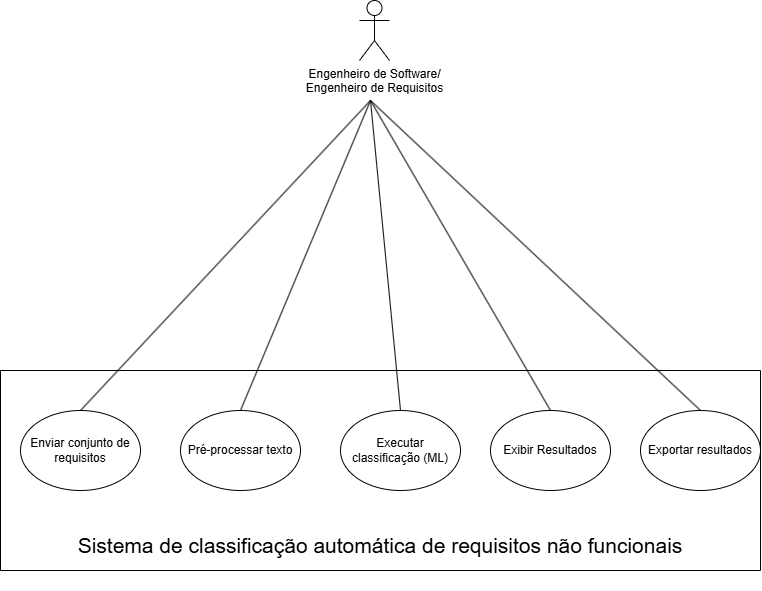 Engenheiro de Software/
Engenheiro de Requisitos
Enviar conjunto de
requisitos
Pré-processar texto
Executar
classificação (ML)
Exibir Resultados
Exportar resultados
Sistema de classificação automática de requisitos não funcionais